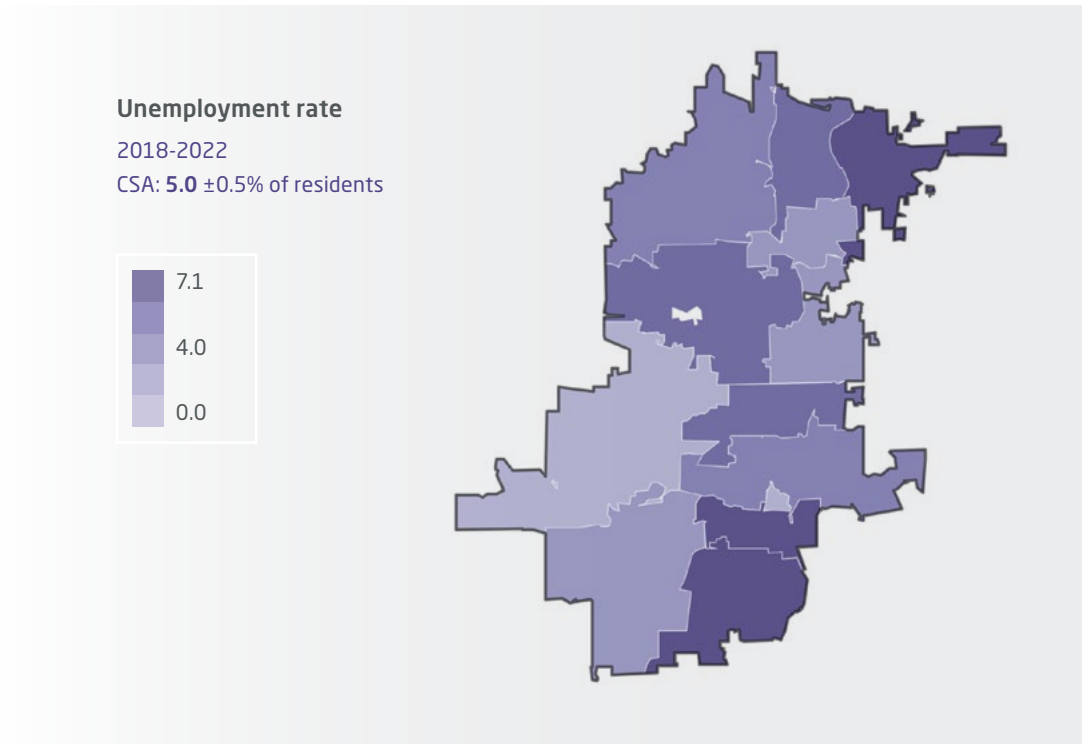 Unemployment rate
2018-2022
CSA: 5.0 ±0.5% of residents
7.1
4.0
0.0